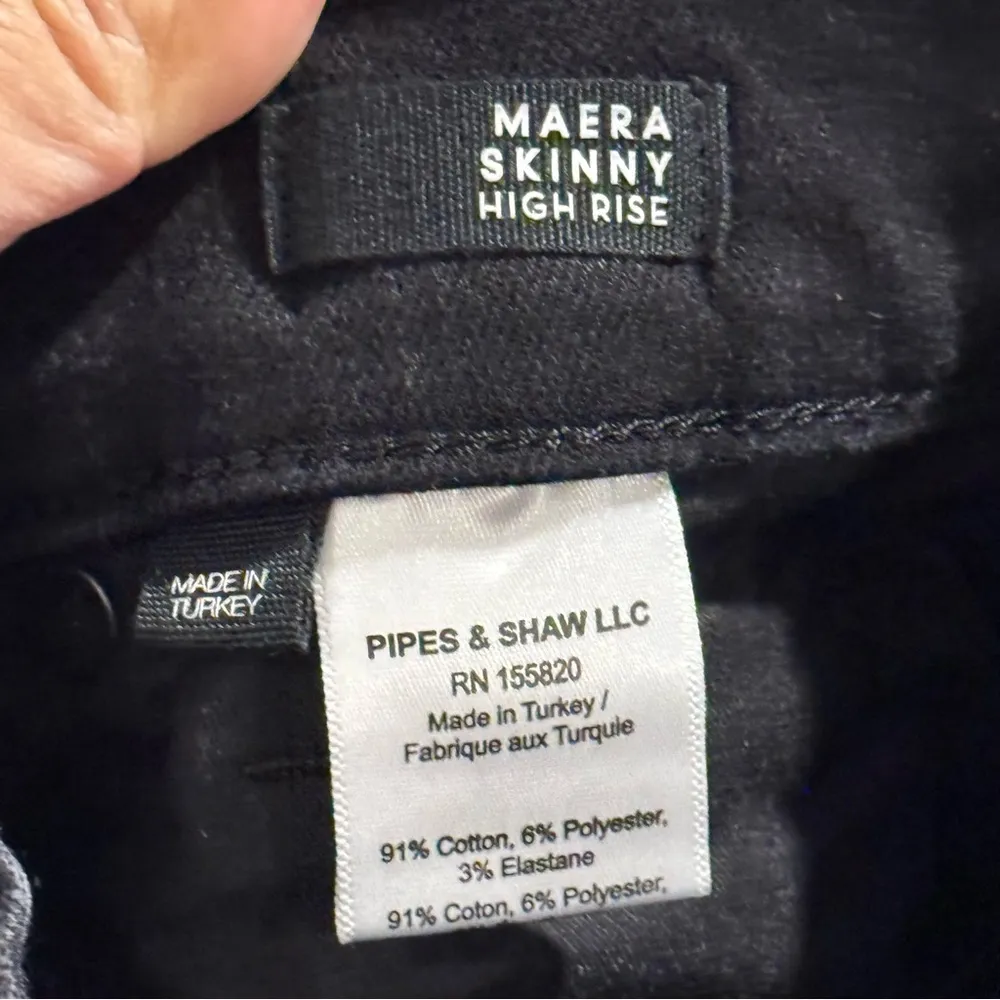 MAERA
SKINNY
HIGH RISE
MADE IN
TURKEY
PIPES & SHAW LLC
RN 155820
Made in Turkey /
Fabrique aux Turquie
91% Cotton, 6% Polyester,
3% Elastane
91% Coton, 6% Polyester,